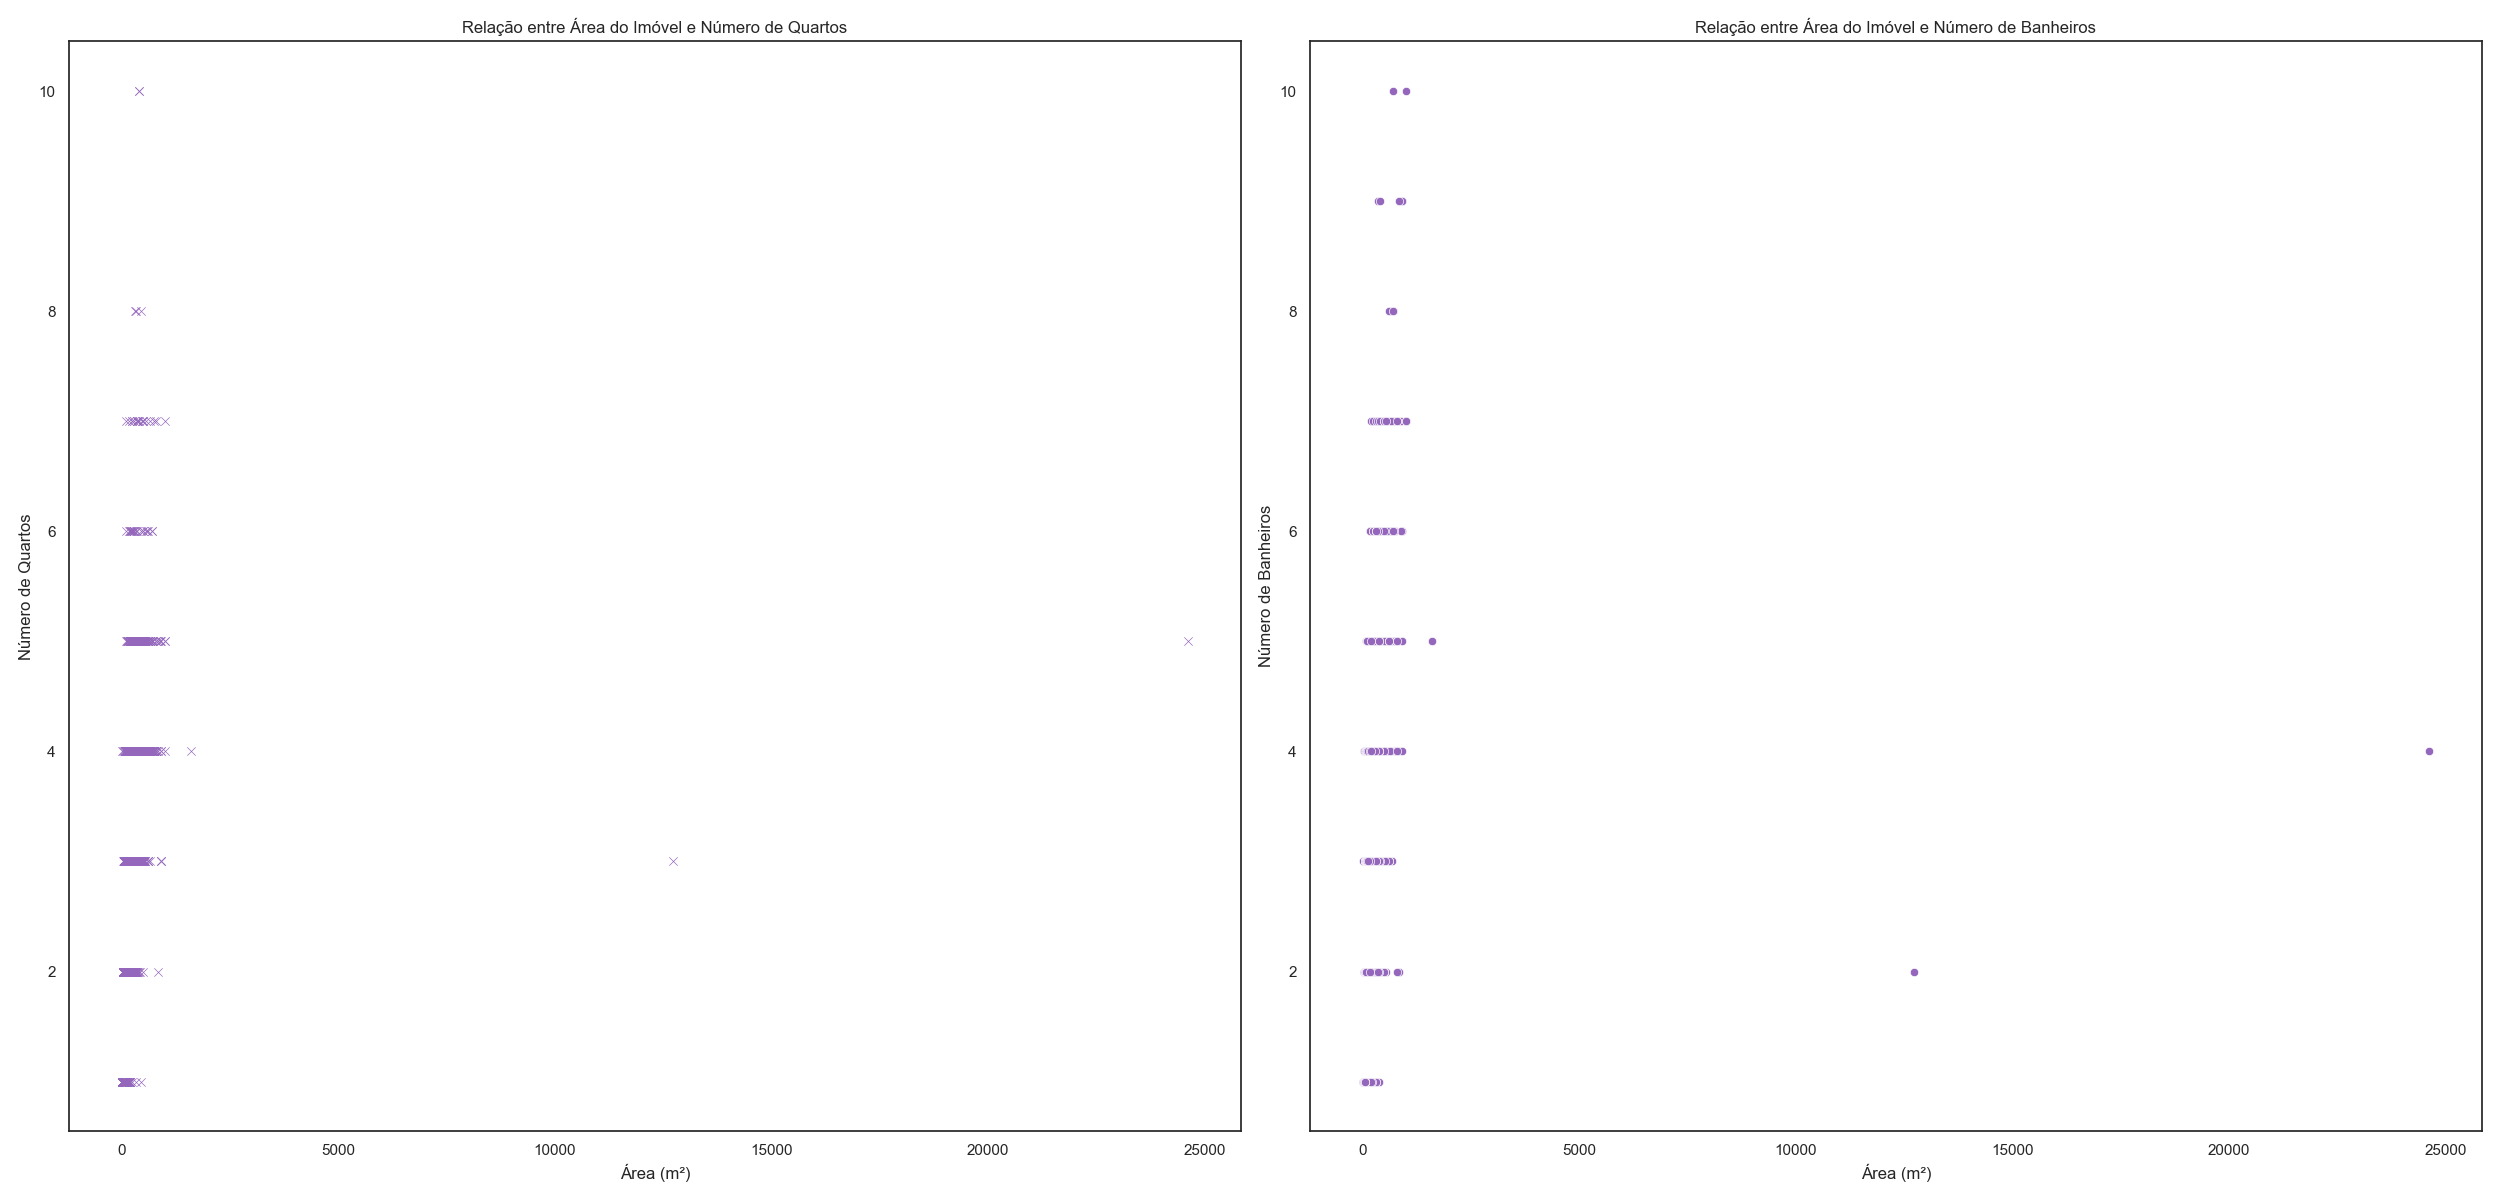 Relação entre Área do Imóvel e Número de Quartos
Número de Quartos
10
8
6
4
2
0 5000 10000 15000 20000 25000
Área (m²)
Relação entre Área do Imóvel e Número de Banheiros
Número de Banheiros
10
8
6
4
2
0 5000 10000 15000 20000 25000
Área (m²)